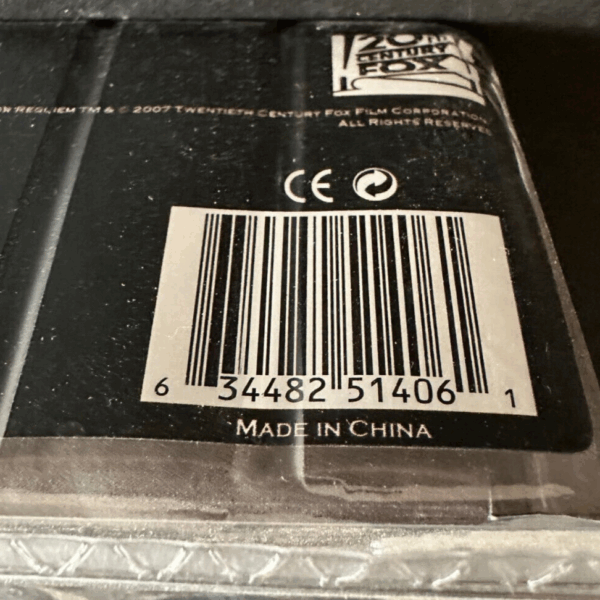 20TH
CENTURY
FOX
REQUIEM TM & © 2007 TWENTIETH CENTURY FOX FILM CORPORATION.
ALL RIGHTS RESERVED
CE
6 34482 51406 1
MADE IN CHINA